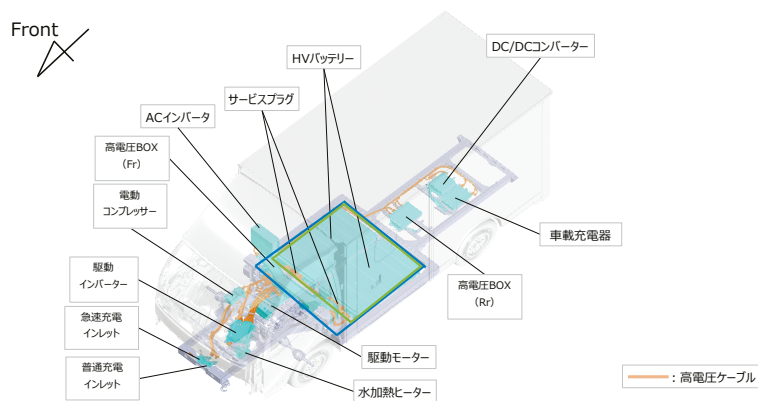 Front
DC/DCコンバーター
HVバッテリー
サービスプラグ
ACインバータ
高電圧BOX
(Fr)
電動
コンプレッサー
駆動
インバーター
急速充電
インレット
普通充電
インレット
車載充電器
高電圧BOX
(Rr)
駆動モーター
水加熱ヒーター
: 高電圧ケーブル